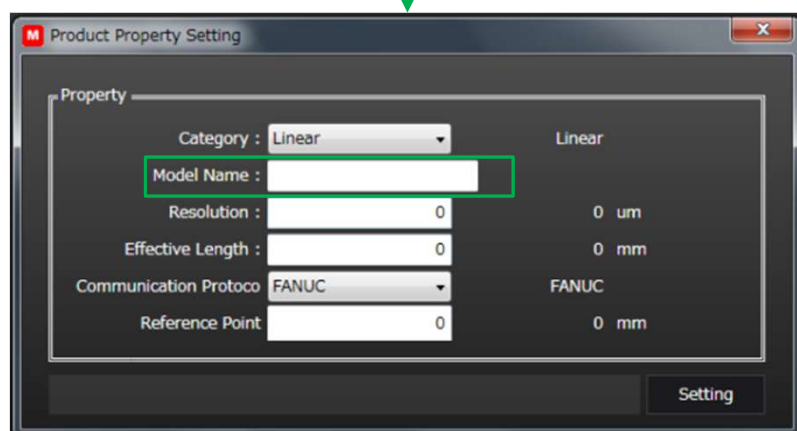 M Product Property Setting x
Property
Category : Linear Linear
Model Name :
Resolution : 0 0 um
Effective Length : 0 0 mm
Communication Protoco FANUC FANUC
Reference Point 0 0 mm
Setting